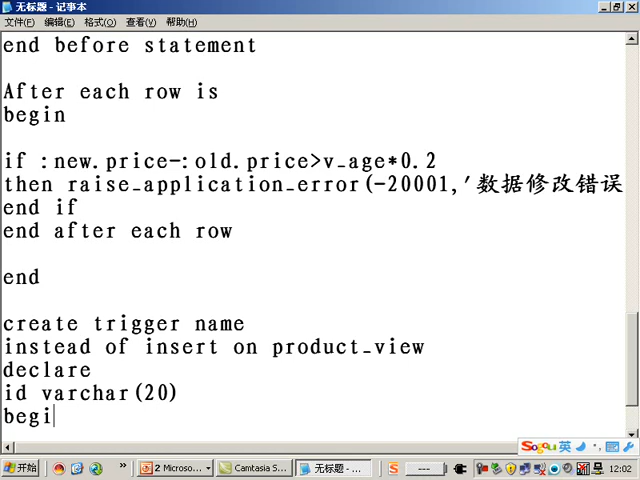 无标题 - 记事本
文件(F) 编辑(E) 格式(O) 查看(V) 帮助(H)
end before statement
After each row is
begin
if :new.price-:old.price>v_age*0.2
then raise_application_error(-20001,'数据修改错误
end if
end after each row
end
create trigger name
instead of insert on product_view
declare
id varchar(20)
begi
Sogou 英
开始 » 2 Microso... Camtasia S... 无标题 - ... S --- 12:02